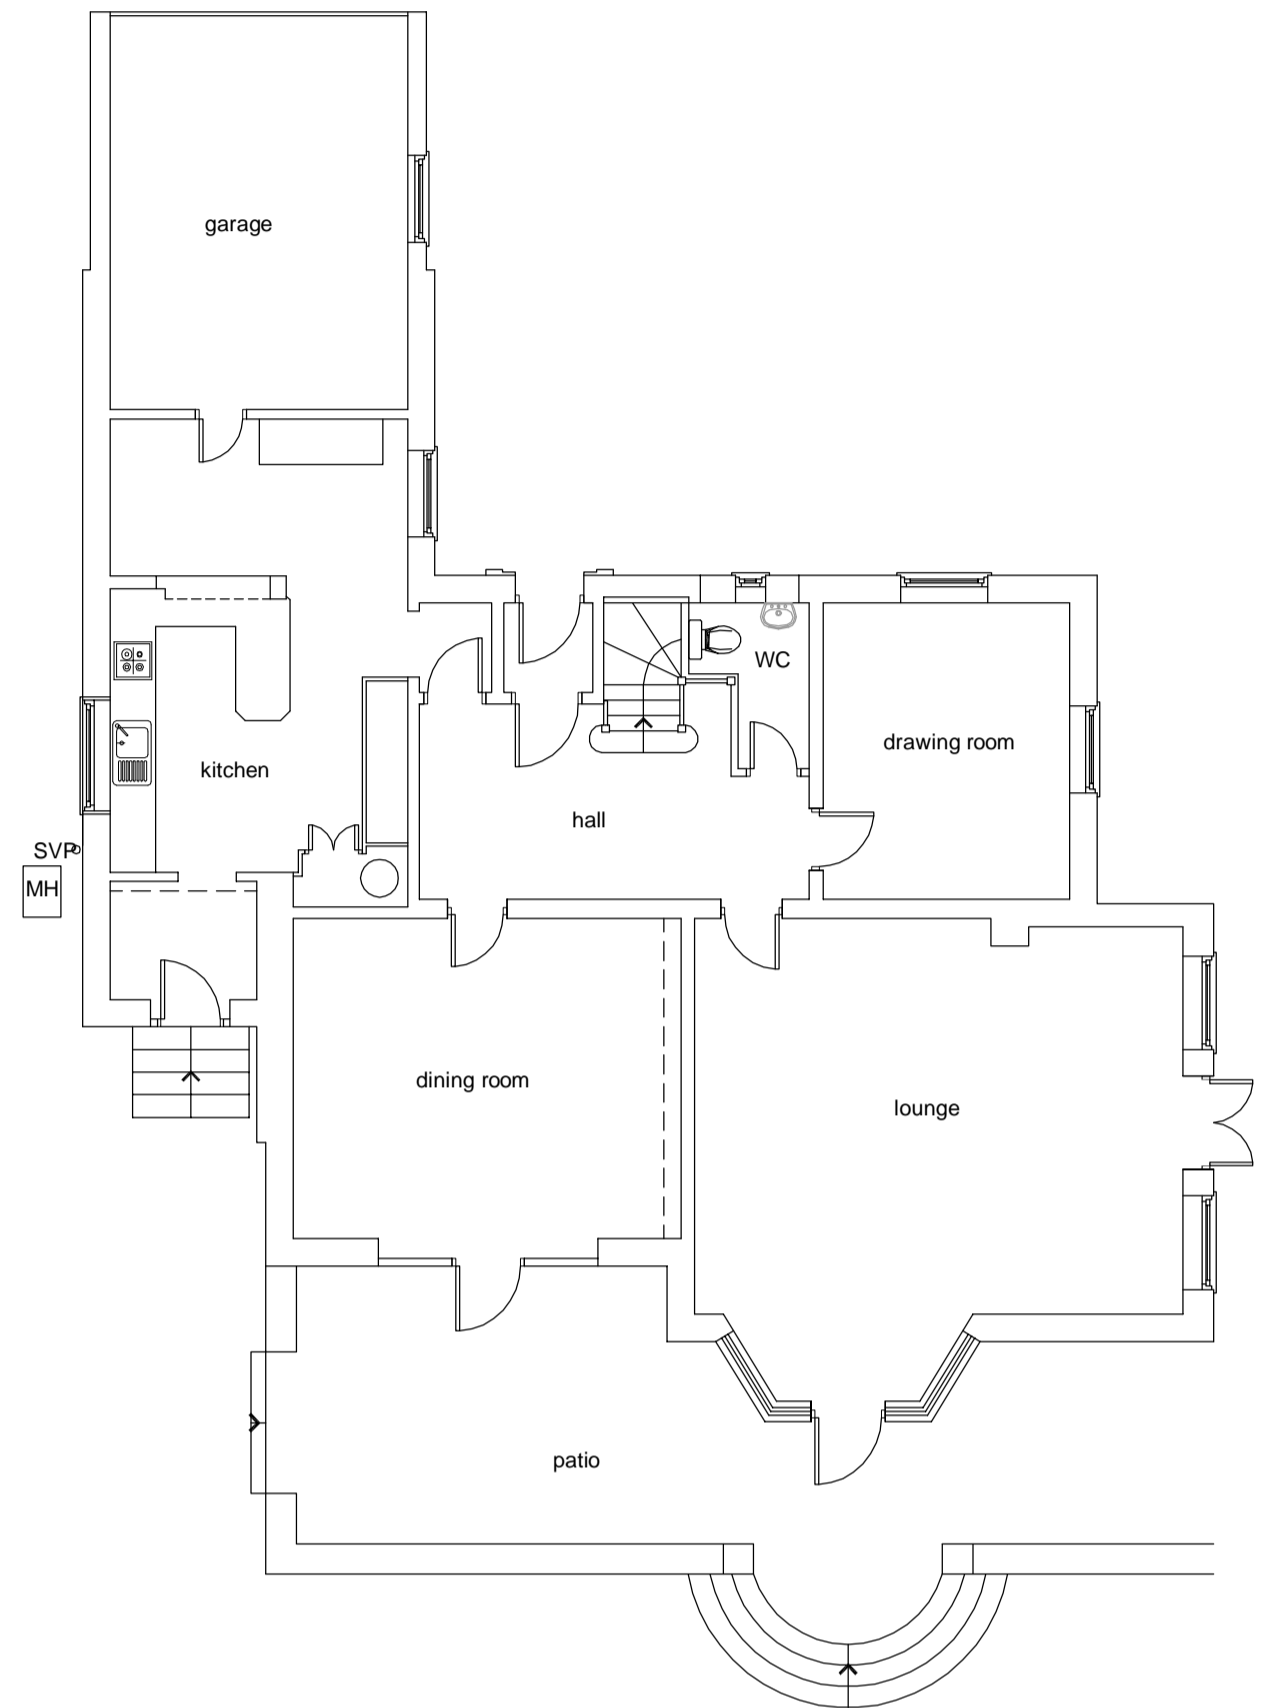 garage
WC
drawing room
kitchen
hall
SVP
MH
dining room
lounge
patio